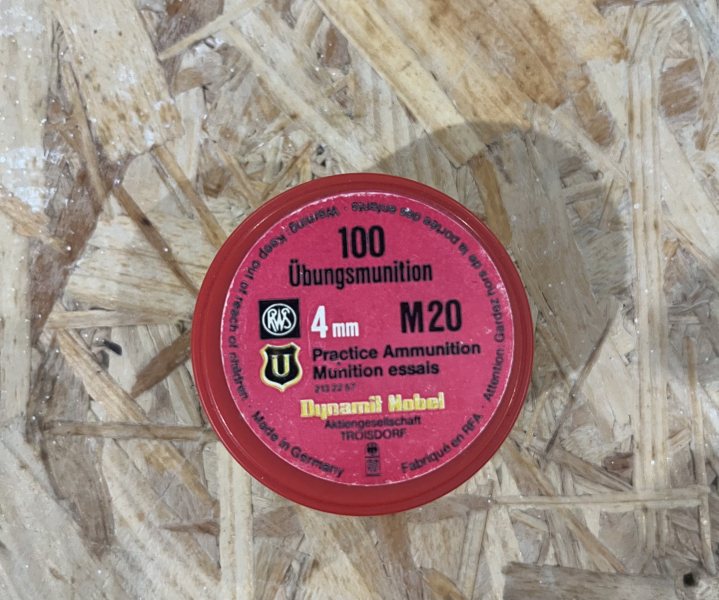 Warning. Keep out of reach of children
Attention. Gardez hors de la portée des enfants
100
Übungsmunition
RWS
4 mm M20
U
Practice Ammunition
Munition essais
213 22 67
Dynamit Nobel
Aktiengesellschaft
TROISDORF
Made in Germany
Fabriqué en RFA